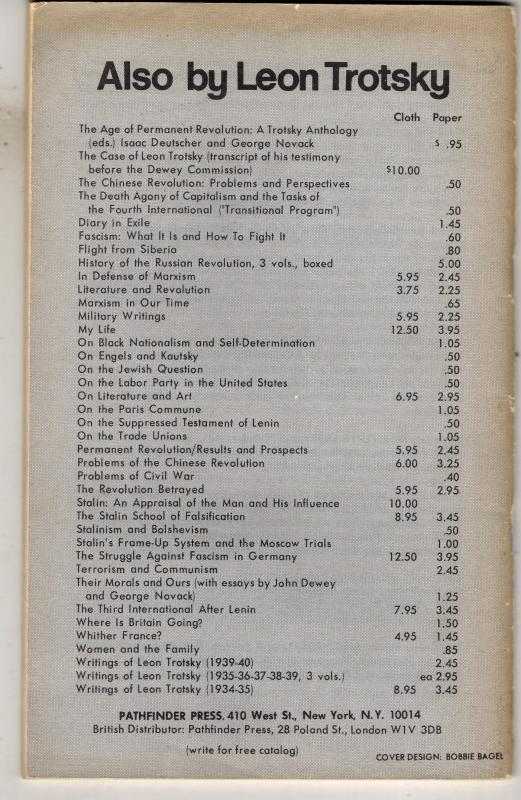 Also by Leon Trotsky
Cloth Paper
The Age of Permanent Revolution: A Trotsky Anthology
(eds.) Isaac Deutscher and George Novack $ .95
The Case of Leon Trotsky (transcript of his testimony
before the Dewey Commission) $10.00
The Chinese Revolution: Problems and Perspectives .50
The Death Agony of Capitalism and the Tasks of
the Fourth International ("Transitional Program") .50
Diary in Exile 1.45
Fascism: What It Is and How To Fight It .60
Flight from Siberia .80
History of the Russian Revolution, 3 vols., boxed 5.00
In Defense of Marxism 5.95 2.45
Literature and Revolution 3.75 2.25
Marxism in Our Time .65
Military Writings 5.95 2.25
My Life 12.50 3.95
On Black Nationalism and Self-Determination 1.05
On Engels and Kautsky .50
On the Jewish Question .50
On the Labor Party in the United States .50
On Literature and Art 6.95 2.95
On the Paris Commune 1.05
On the Suppressed Testament of Lenin .50
On the Trade Unions 1.05
Permanent Revolution/Results and Prospects 5.95 2.45
Problems of the Chinese Revolution 6.00 3.25
Problems of Civil War .40
The Revolution Betrayed 5.95 2.95
Stalin: An Appraisal of the Man and His Influence 10.00
The Stalin School of Falsification 8.95 3.45
Stalinism and Bolshevism .50
Stalin's Frame-Up System and the Moscow Trials 1.00
The Struggle Against Fascism in Germany 12.50 3.95
Terrorism and Communism 2.45
Their Morals and Ours (with essays by John Dewey
and George Novack) 1.25
The Third International After Lenin 7.95 3.45
Where Is Britain Going? 1.50
Whither France? 4.95 1.45
Women and the Family .85
Writings of Leon Trotsky (1939-40) 2.45
Writings of Leon Trotsky (1935-36-37-38-39, 3 vols.) ea 2.95
Writings of Leon Trotsky (1934-35) 8.95 3.45
PATHFINDER PRESS, 410 West St., New York, N.Y. 10014
British Distributor: Pathfinder Press, 28 Poland St., London W1V 3DB
(write for free catalog)
COVER DESIGN: BOBBIE BAGEL